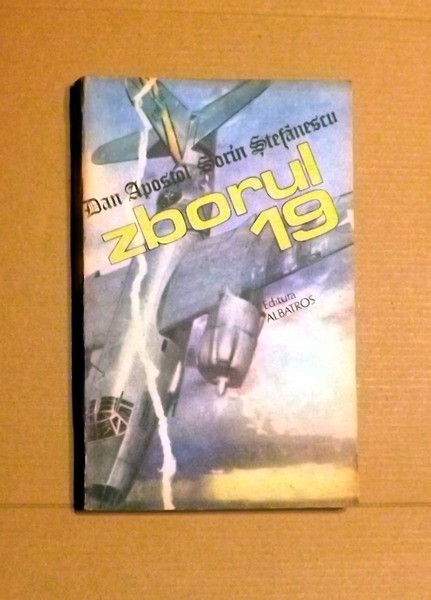 Dan Apostol Sorin Ştefănescu
zborul
19
Editura
ALBATROS